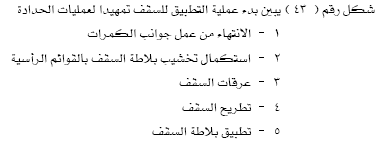 شكل رقم ( ٤٣ ) يبين بدء عملية التطبيق للسقف تمهيدا لعمليات الحدادة
١ - الانتهاء من عمل جوانب الكمرات
٢ - استكمال تخشيب بلاطة السقف بالقوائم الرأسية
٣ - عرقات السقف
٤ - تطريح السقف
٥ - تطبيق بلاطة السقف